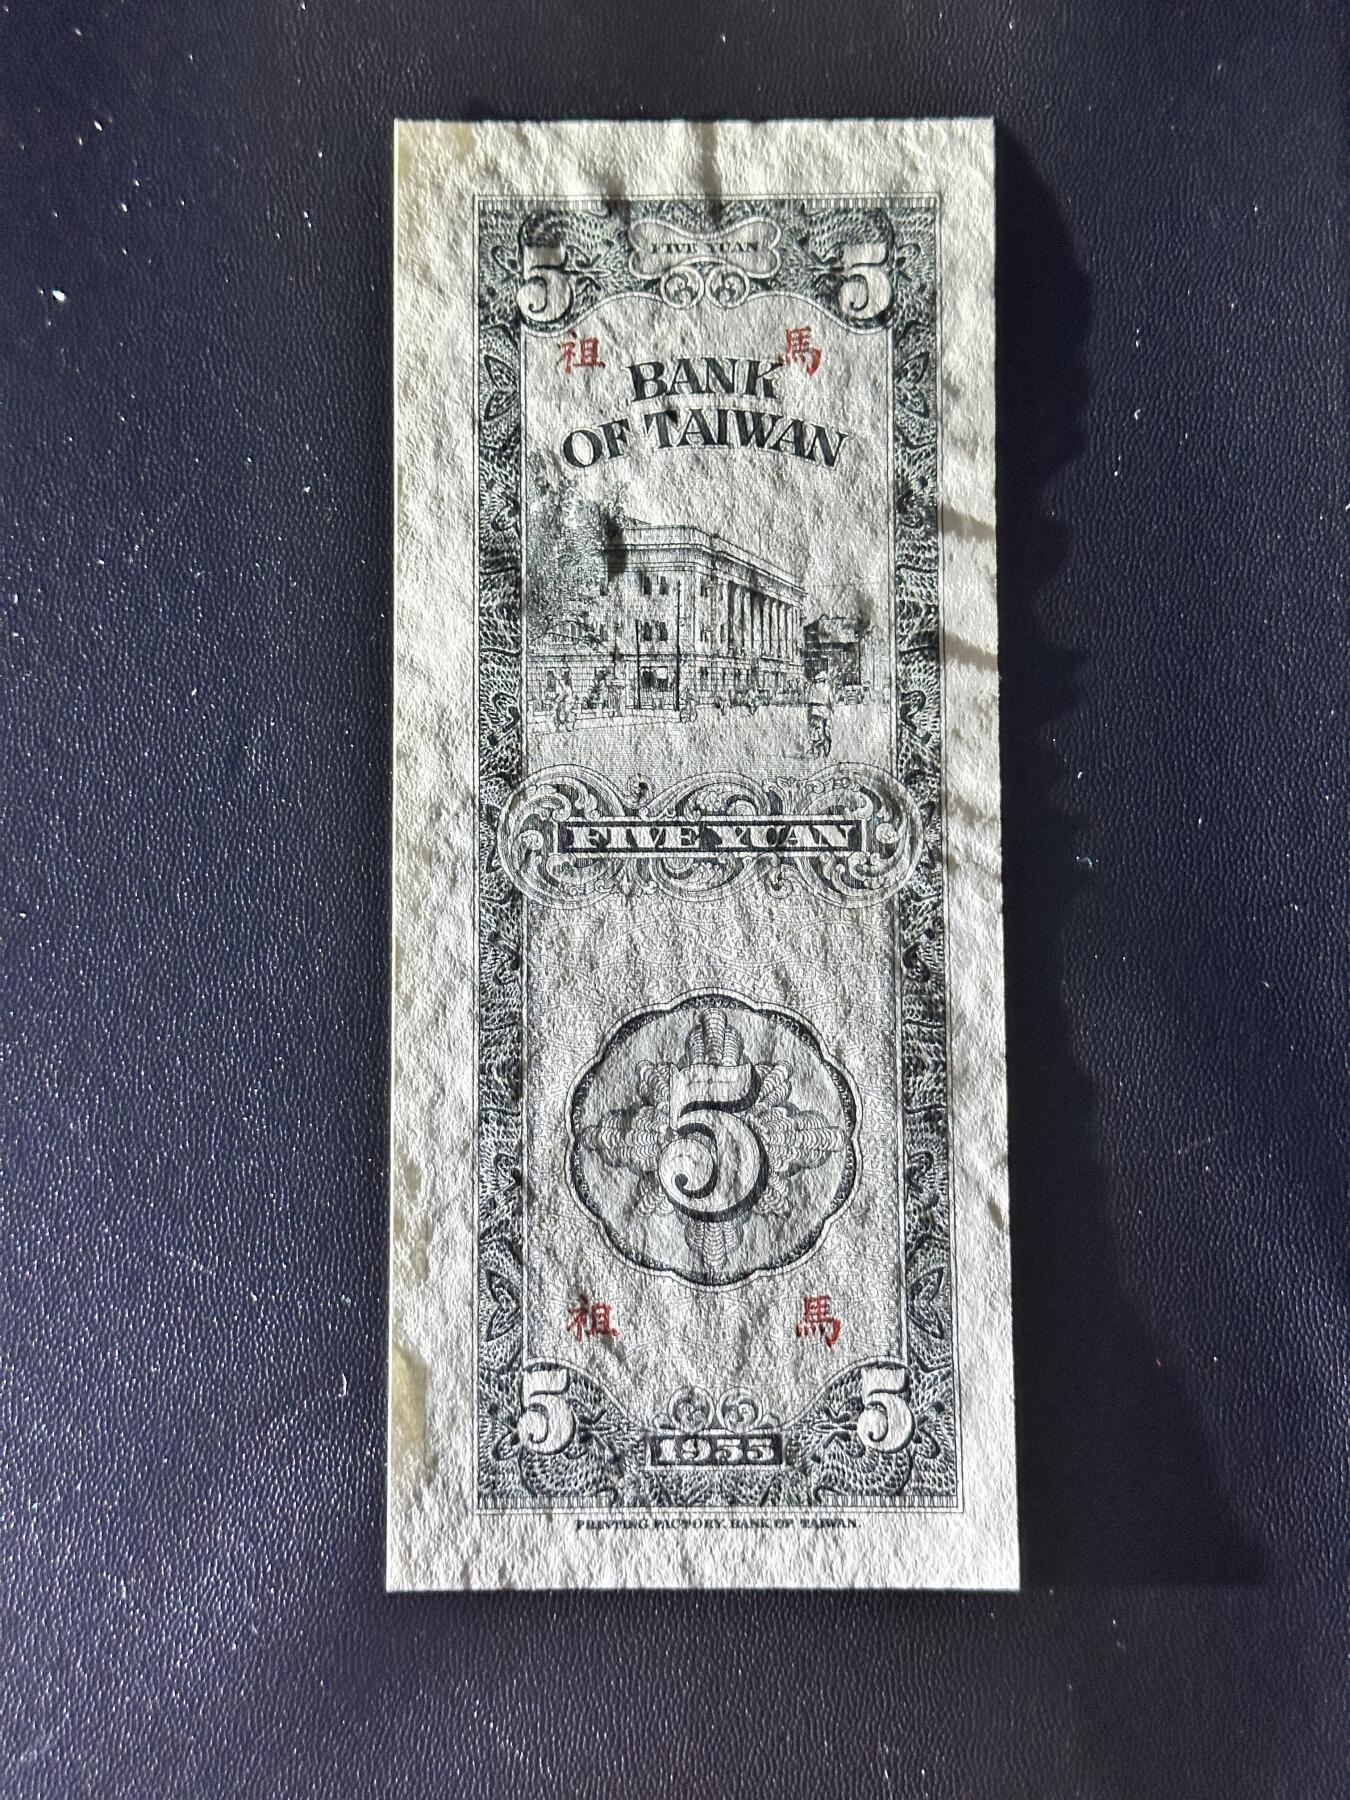 5 FIVE YUAN 5
祖 馬
BANK
OF TAIWAN
FIVE YUAN
5
祖 馬
5 1955 5
PRINTING FACTORY. BANK OF TAIWAN.